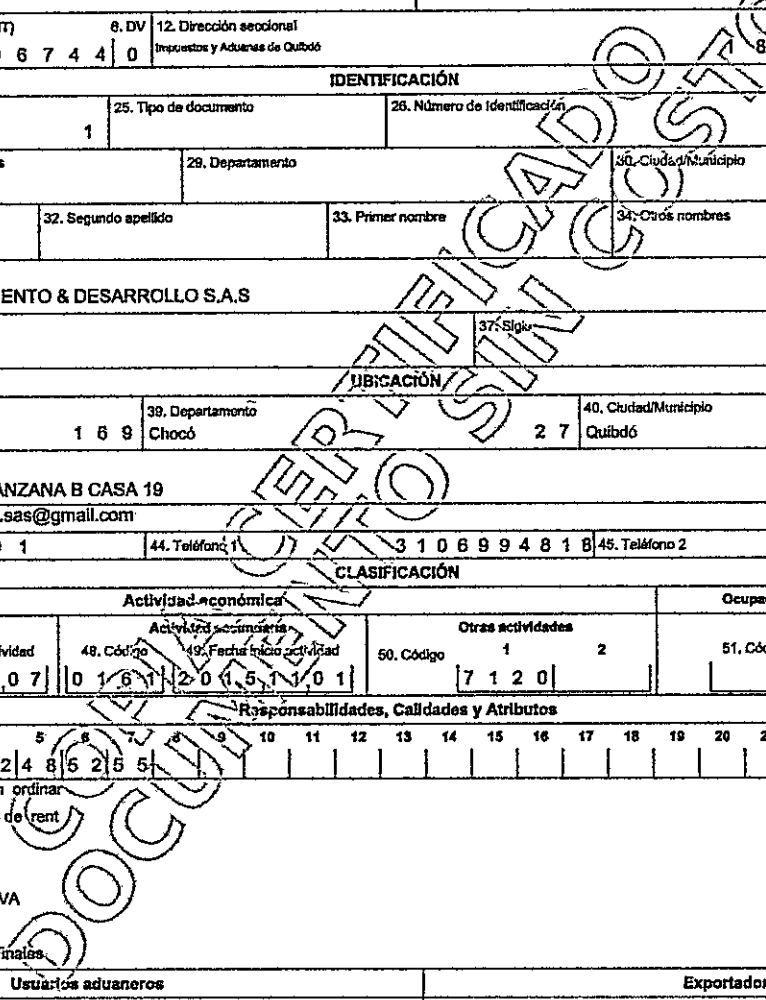 6. DV 12. Dirección seccional
6 7 4 4 0 Impuestos y Aduanas de Quibdó
IDENTIFICACIÓN
25. Tipo de documento 26. Número de Identificación
1
29. Departamento 30. Ciudad/Municipio
32. Segundo apellido 33. Primer nombre 34. Otros nombres
ENTO & DESARROLLO S.A.S
37. Sigla
UBICACIÓN
39. Departamento 40. Ciudad/Municipio
1 6 9 Chocó 2 7 Quibdó
ANZANA B CASA 19
.sas@gmail.com
1 44. Teléfono 1 3 1 0 6 9 9 4 8 1 8 45. Teléfono 2
CLASIFICACIÓN
Actividad económica Ocupa
Actividad secundaria Otras actividades
vidad 48. Código 49. Fecha inicio actividad 50. Código 1 2 51. Có
0 7 0 1 6 1 2 0 1 5 1 1 0 1 7 1 2 0
Responsabilidades, Calidades y Atributos
5 6 7 8 9 10 11 12 13 14 15 16 17 18 19 20 2
2 4 8 5 2 5 5
n ordinar
de rent
VA
Finales
Usuarios aduaneros Exportador
COPIA CERTIFICADO
DOCUMENTO SIN COSTO